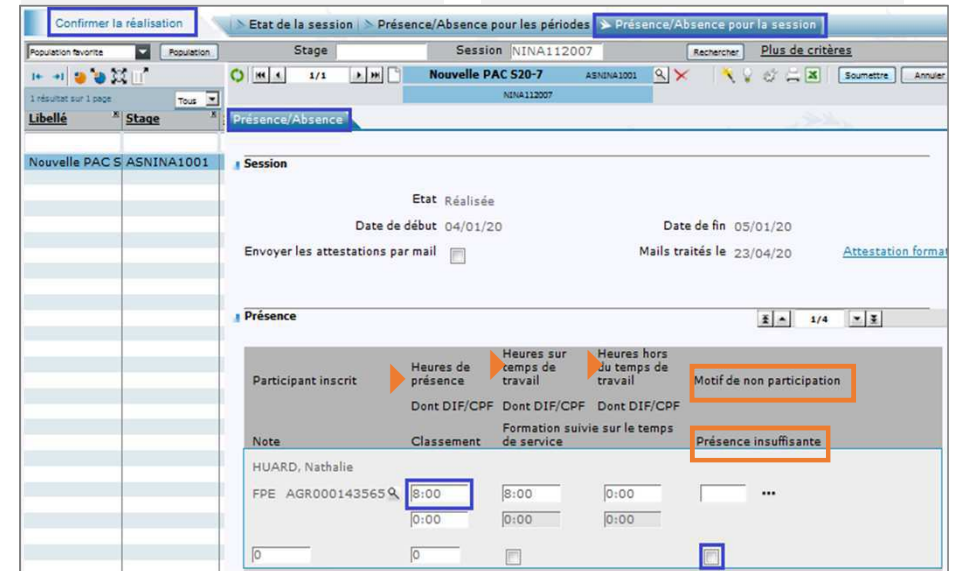 Confirmer la réalisation
Etat de la session Présence/Absence pour les périodes Présence/Absence pour la session
Population favorite Population Stage Session NINA112007 Rechercher Plus de critères
1/1 Nouvelle PAC S20-7 ASNINA1001 Soumettre Annuler
1 résultat sur 1 page Tous NINA112007
Libellé Stage Présence/Absence
Nouvelle PAC S ASNINA1001 Session
Etat Réalisée
Date de début 04/01/20 Date de fin 05/01/20
Envoyer les attestations par mail Mails traités le 23/04/20 Attestation format
Présence 1/4
Participant inscrit Heures de présence Heures sur temps de travail Heures hors du temps de travail Motif de non participation
Dont DIF/CPF Dont DIF/CPF Dont DIF/CPF
Note Classement Formation suivie sur le temps de service Présence insuffisante
HUARD, Nathalie
FPE AGR000143565 8:00 8:00 0:00 ...
0:00 0:00 0:00
0 0